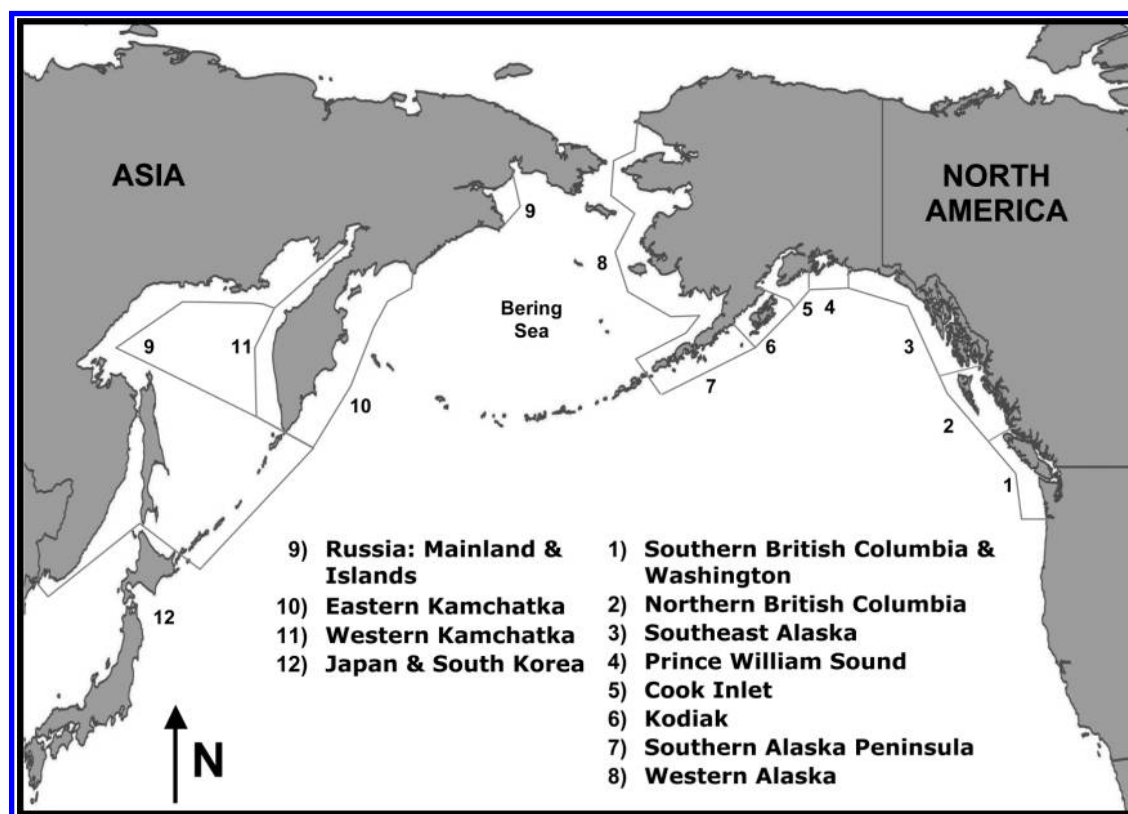 ASIA
NORTH
AMERICA
9
8
Bering
Sea
5
4
9
11
6
3
7
10
2
1
12
N
9) Russia: Mainland &
Islands
10) Eastern Kamchatka
11) Western Kamchatka
12) Japan & South Korea
1) Southern British Columbia &
Washington
2) Northern British Columbia
3) Southeast Alaska
4) Prince William Sound
5) Cook Inlet
6) Kodiak
7) Southern Alaska Peninsula
8) Western Alaska